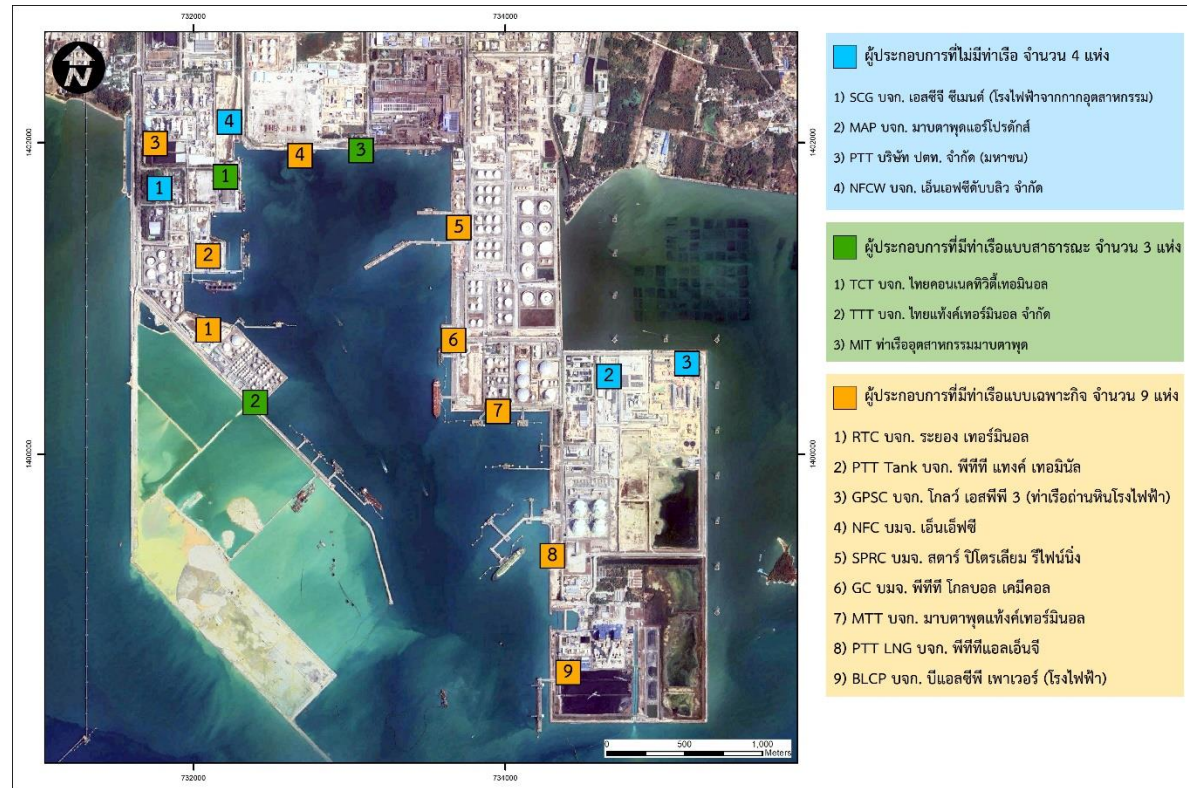 732000
734000
1402000
1402000
1400000
1400000
732000
734000
N
4
3
4
3
1
1
5
2
1
6
2
3
2
7
8
9
0 500 1,000
Meters
ผู้ประกอบการที่ไม่มีท่าเรือ จำนวน 4 แห่ง
1) SCG บจก. เอสซีจี ซีเมนต์ (โรงไฟฟ้าจากกากอุตสาหกรรม)
2) MAP บจก. มาบตาพุดแอร์โปรดักส์
3) PTT บริษัท ปตท. จำกัด (มหาชน)
4) NFCW บจก. เอ็นเอฟซีดับบลิว จำกัด
ผู้ประกอบการที่มีท่าเรือแบบสาธารณะ จำนวน 3 แห่ง
1) TCT บจก. ไทยคอนเนคทิวิตี้เทอมินอล
2) TTT บจก. ไทยแท้งค์เทอร์มินอล จำกัด
3) MIT ท่าเรืออุตสาหกรรมมาบตาพุด
ผู้ประกอบการที่มีท่าเรือแบบเฉพาะกิจ จำนวน 9 แห่ง
1) RTC บจก. ระยอง เทอร์มินอล
2) PTT Tank บจก. พีทีที แทงค์ เทอมินัล
3) GPSC บจก. โกลว์ เอสพีพี 3 (ท่าเรือถ่านหินโรงไฟฟ้า)
4) NFC บมจ. เอ็นเอ็ฟซี
5) SPRC บมจ. สตาร์ ปิโตรเลียม รีไฟน์นิ่ง
6) GC บมจ. พีทีที โกลบอล เคมีคอล
7) MTT บจก. มาบตาพุดแท้งค์เทอร์มินอล
8) PTT LNG บจก. พีทีทีแอลเอ็นจี
9) BLCP บจก. บีแอลซีพี เพาเวอร์ (โรงไฟฟ้า)